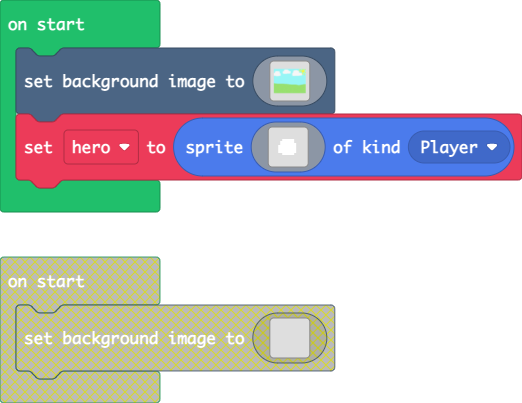 on start
set background image to
set hero to sprite of kind Player
on start
set background image to